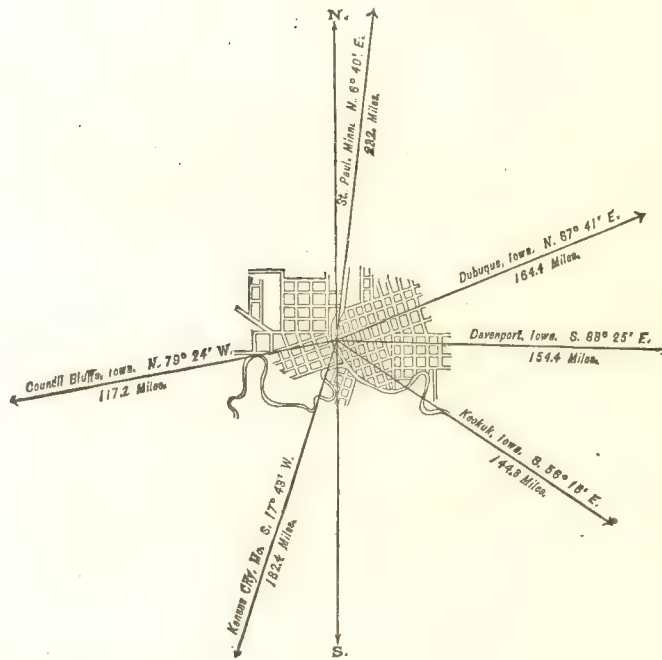 N.
St. Paul, Minn. N. 6° 40' E.
232 Miles.
Dubuque, Iowa. N. 67° 41' E.
164.4 Miles.
Davenport, Iowa. S. 88° 25' E.
154.4 Miles.
Council Bluffs, Iowa. N. 79° 24' W.
117.2 Miles.
Keokuk, Iowa. S. 56° 18' E.
144.8 Miles.
Kansas City, Mo. S. 17° 43' W.
182.4 Miles.
S.